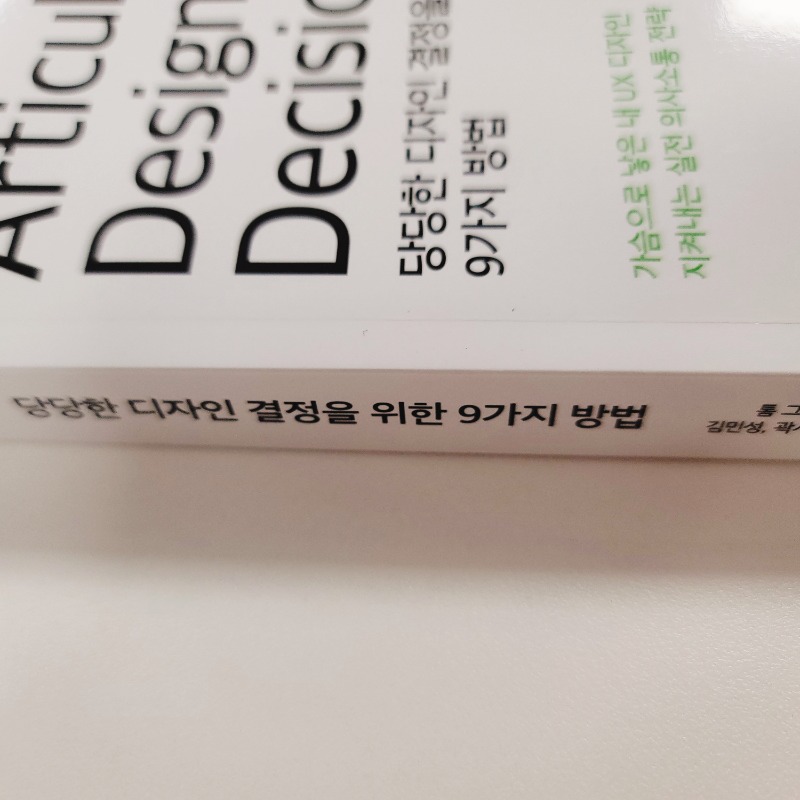 Articul
Design
Decisio
당당한 디자인 결정을
9가지 방법
가슴으로 낳은 내 UX 디자인
지켜내는 실전 의사소통 전략
당당한 디자인 결정을 위한 9가지 방법
톰 그
김민성, 곽